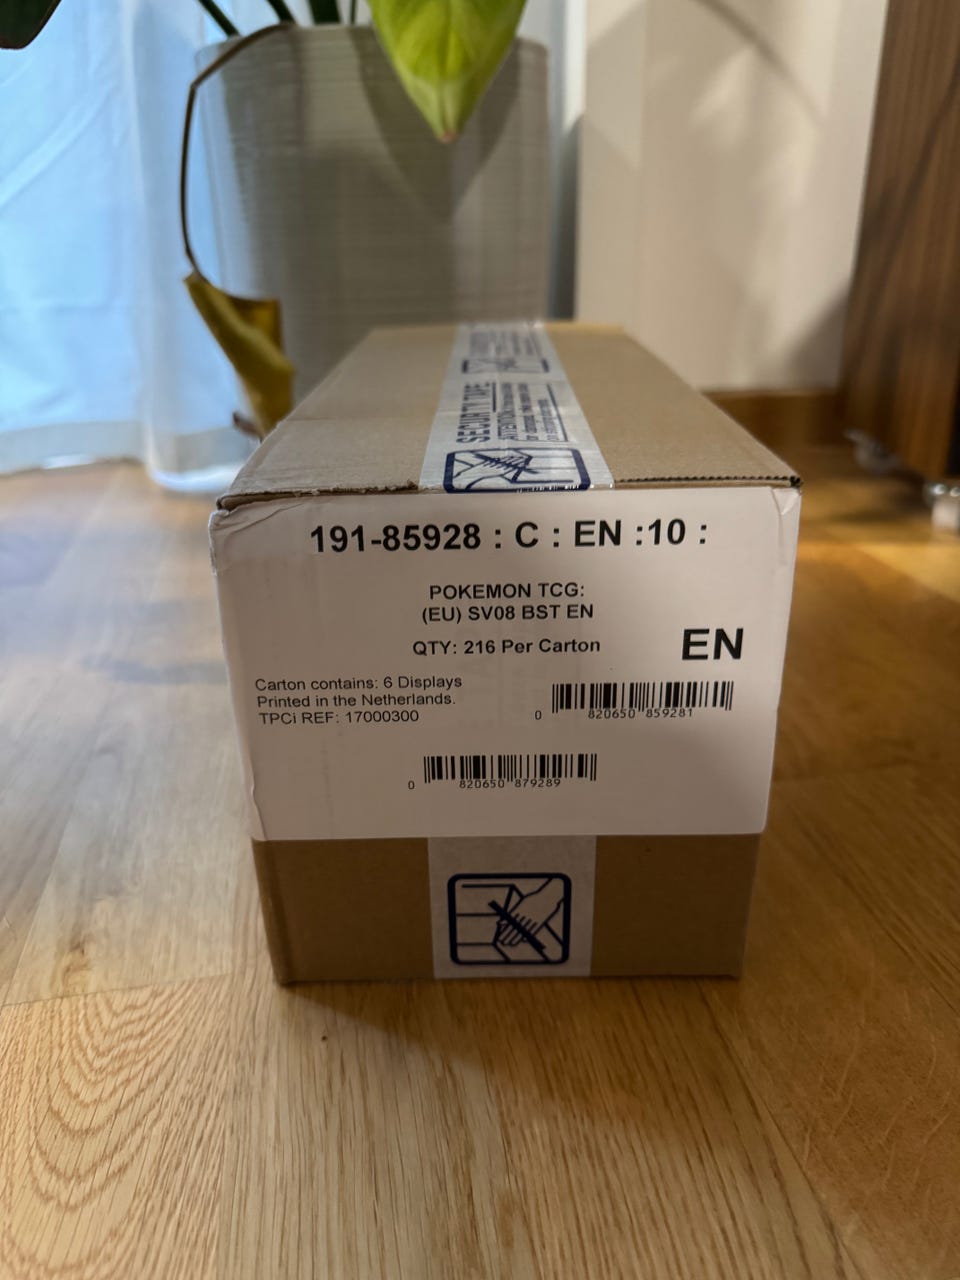 SECURITY TAPE
ATTENTION
191-85928 : C : EN :10 :
POKEMON TCG:
(EU) SV08 BST EN
QTY: 216 Per Carton
EN
Carton contains: 6 Displays
Printed in the Netherlands.
TPCi REF: 17000300
0 820650 859281
0 820650 879289